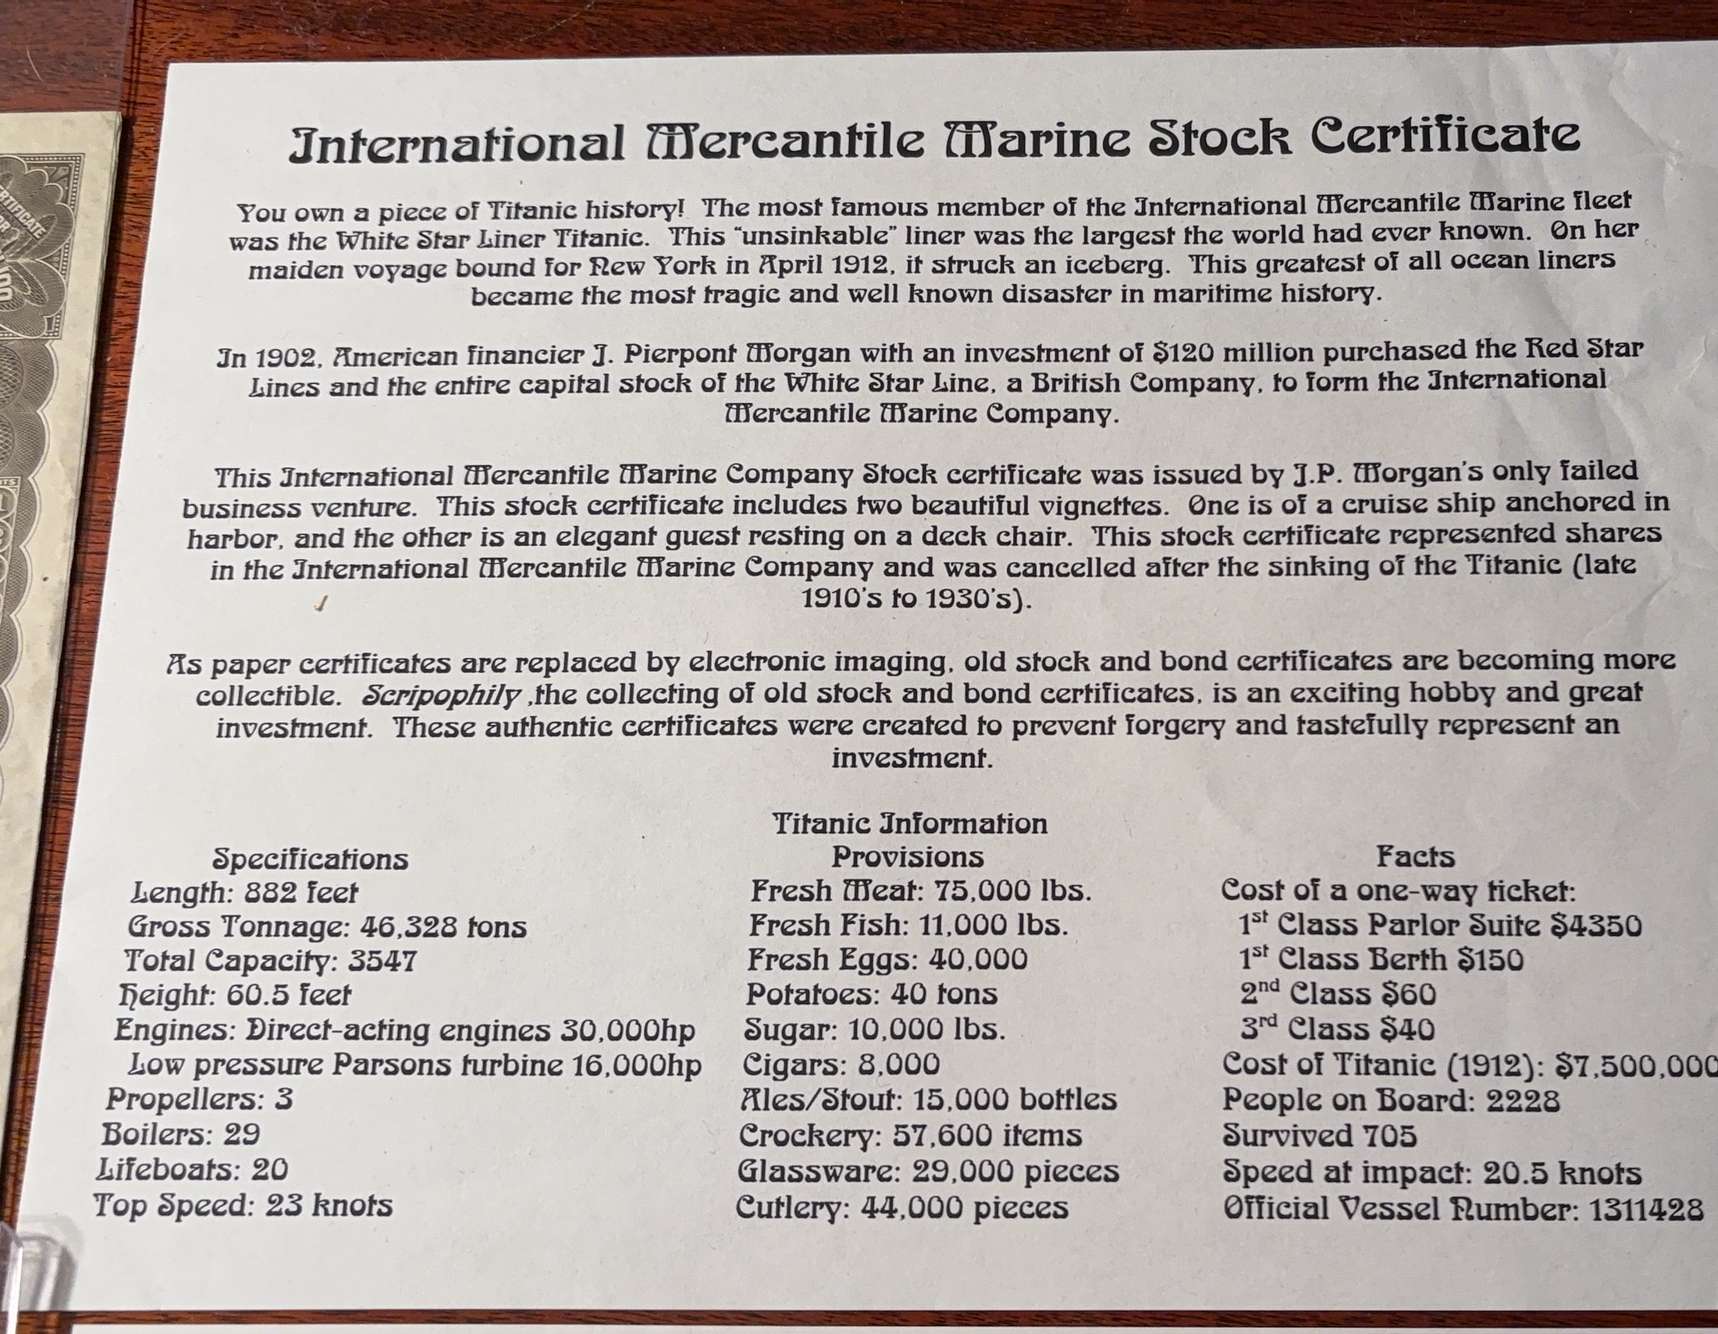 International Mercantile Marine Stock Certificate
You own a piece of Titanic history!  The most famous member of the International Mercantile Marine fleet
was the White Star Liner Titanic.  This “unsinkable” liner was the largest the world had ever known.  On her
maiden voyage bound for New York in April 1912, it struck an iceberg.  This greatest of all ocean liners
became the most tragic and well known disaster in maritime history.
In 1902, American financier J. Pierpont Morgan with an investment of $120 million purchased the Red Star
Lines and the entire capital stock of the White Star Line, a British Company, to form the International
Mercantile Marine Company.
This International Mercantile Marine Company Stock certificate was issued by J.P. Morgan's only failed
business venture.  This stock certificate includes two beautiful vignettes.  One is of a cruise ship anchored in
harbor, and the other is an elegant guest resting on a deck chair.  This stock certificate represented shares
in the International Mercantile Marine Company and was cancelled after the sinking of the Titanic (late
1910's to 1930's).
As paper certificates are replaced by electronic imaging, old stock and bond certificates are becoming more
collectible.  Scripophily ,the collecting of old stock and bond certificates, is an exciting hobby and great
investment.  These authentic certificates were created to prevent forgery and tastefully represent an
investment.
Titanic Information
Specifications
Length: 882 feet
Gross Tonnage: 46,328 tons
Total Capacity: 3547
Height: 60.5 feet
Engines: Direct-acting engines 30,000hp
Low pressure Parsons turbine 16,000hp
Propellers: 3
Boilers: 29
Lifeboats: 20
Top Speed: 23 knots
Provisions
Fresh Meat: 75,000 lbs.
Fresh Fish: 11,000 lbs.
Fresh Eggs: 40,000
Potatoes: 40 tons
Sugar: 10,000 lbs.
Cigars: 8,000
Ales/Stout: 15,000 bottles
Crockery: 57,600 items
Glassware: 29,000 pieces
Cutlery: 44,000 pieces
Facts
Cost of a one-way ticket:
1st Class Parlor Suite $4350
1st Class Berth $150
2nd Class $60
3rd Class $40
Cost of Titanic (1912): $7,500,000
People on Board: 2228
Survived 705
Speed at impact: 20.5 knots
Official Vessel Number: 1311428